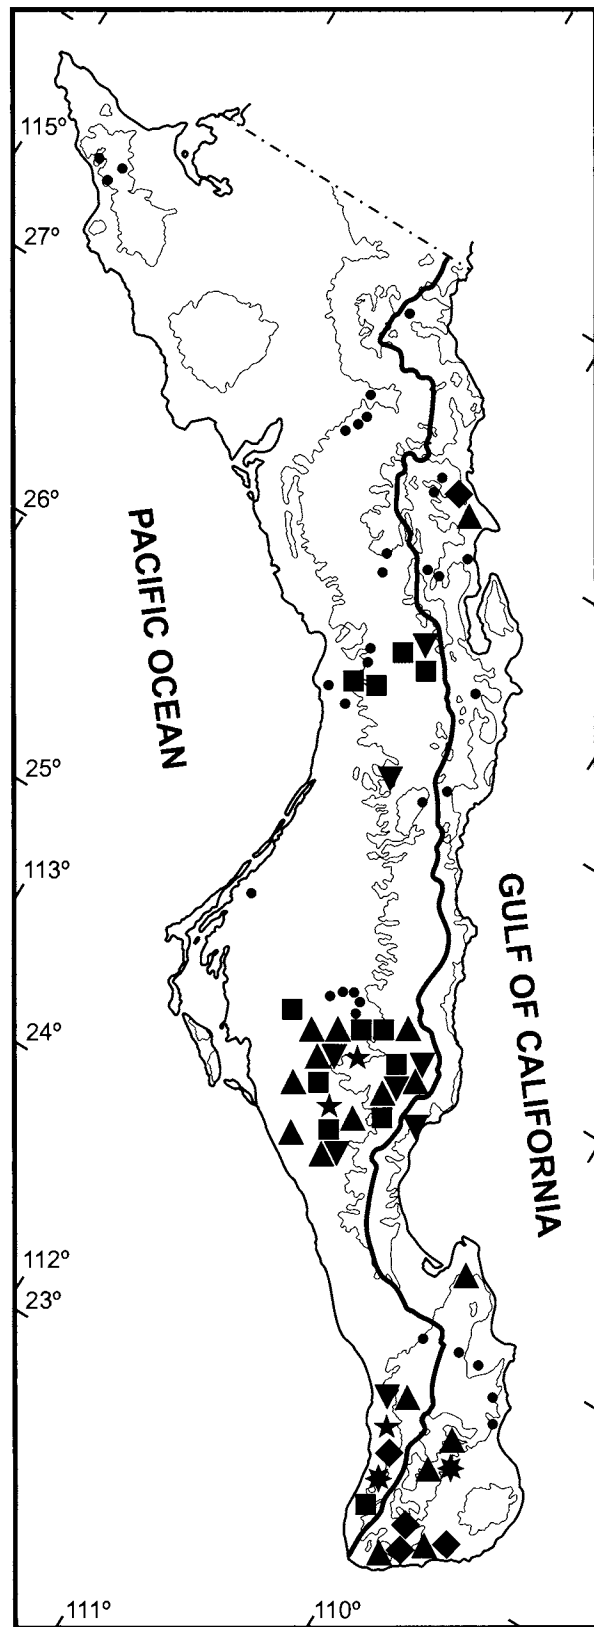 115º
27º
26º
PACIFIC OCEAN
25º
113º
GULF OF CALIFORNIA
24º
112º
23º
111º
110º